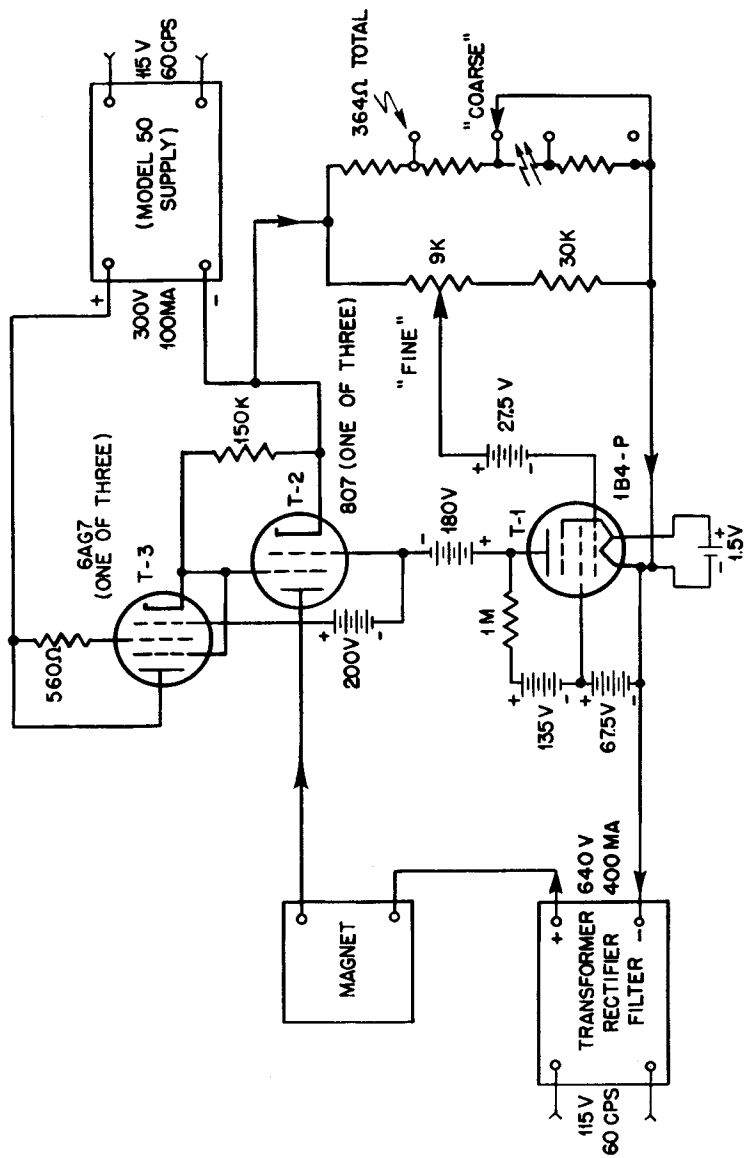 115 V
60 CPS
(MODEL 50
SUPPLY)
+
-
300V
100MA
6AG7
(ONE OF THREE)
T-3
560Ω
150K
T-2
807 (ONE OF THREE)
+
200V
-
-
180V
+
364Ω TOTAL
"COARSE"
9K
30K
"FINE"
+
27.5 V
-
T-1
1B4-P
1 M
+
135V
-
+
67.5V
-
+
-
1.5V
MAGNET
TRANSFORMER
RECTIFIER
FILTER
+
-
640 V
400 MA
115 V
60 CPS